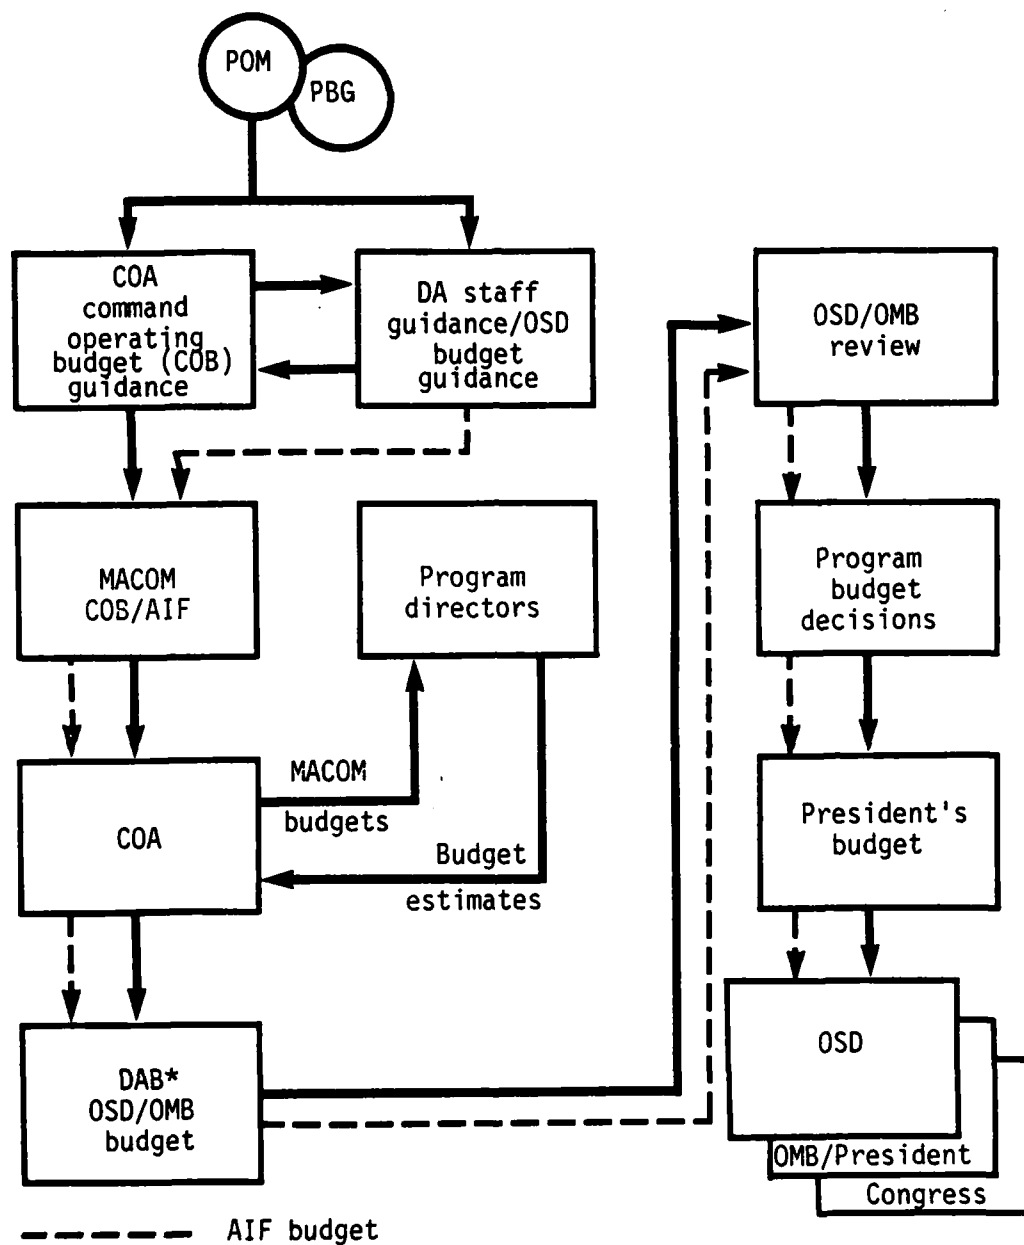 POM
PBG
COA
command
operating
budget (COB)
guidance
DA staff
guidance/OSD
budget
guidance
OSD/OMB
review
MACOM
COB/AIF
Program
directors
Program
budget
decisions
MACOM
budgets
COA
Budget
estimates
President's
budget
DAB*
OSD/OMB
budget
OSD
OMB/President
Congress
AIF budget